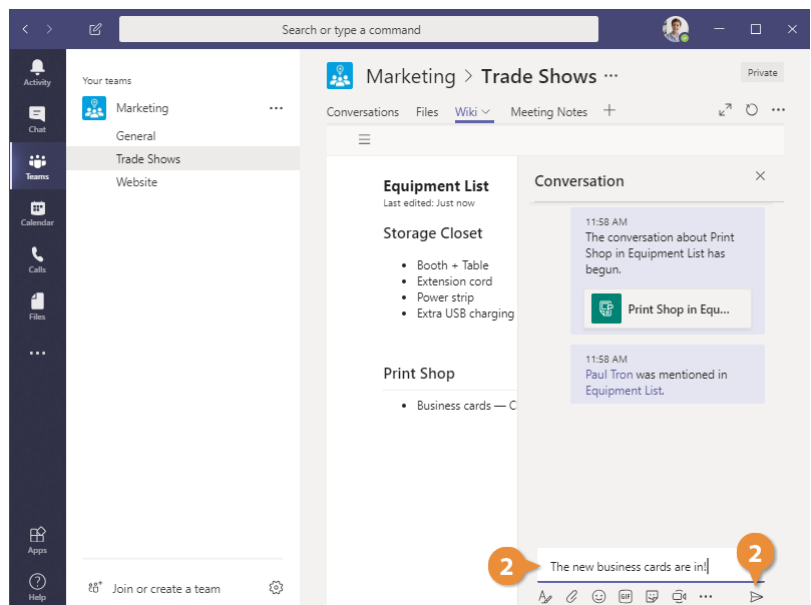 Search or type a command
Activity
Chat
Teams
Calendar
Calls
Files
Apps
Help
Your teams
Marketing
General
Trade Shows
Website
Join or create a team
Marketing > Trade Shows
Private
Conversations Files Wiki Meeting Notes
Equipment List
Last edited: Just now
Storage Closet
Booth + Table
Extension cord
Power strip
Extra USB charging
Print Shop
Business cards — C
Conversation
11:58 AM
The conversation about Print
Shop in Equipment List has
begun.
Print Shop in Equ...
11:58 AM
Paul Tron was mentioned in
Equipment List.
2
The new business cards are in!
2
GIF